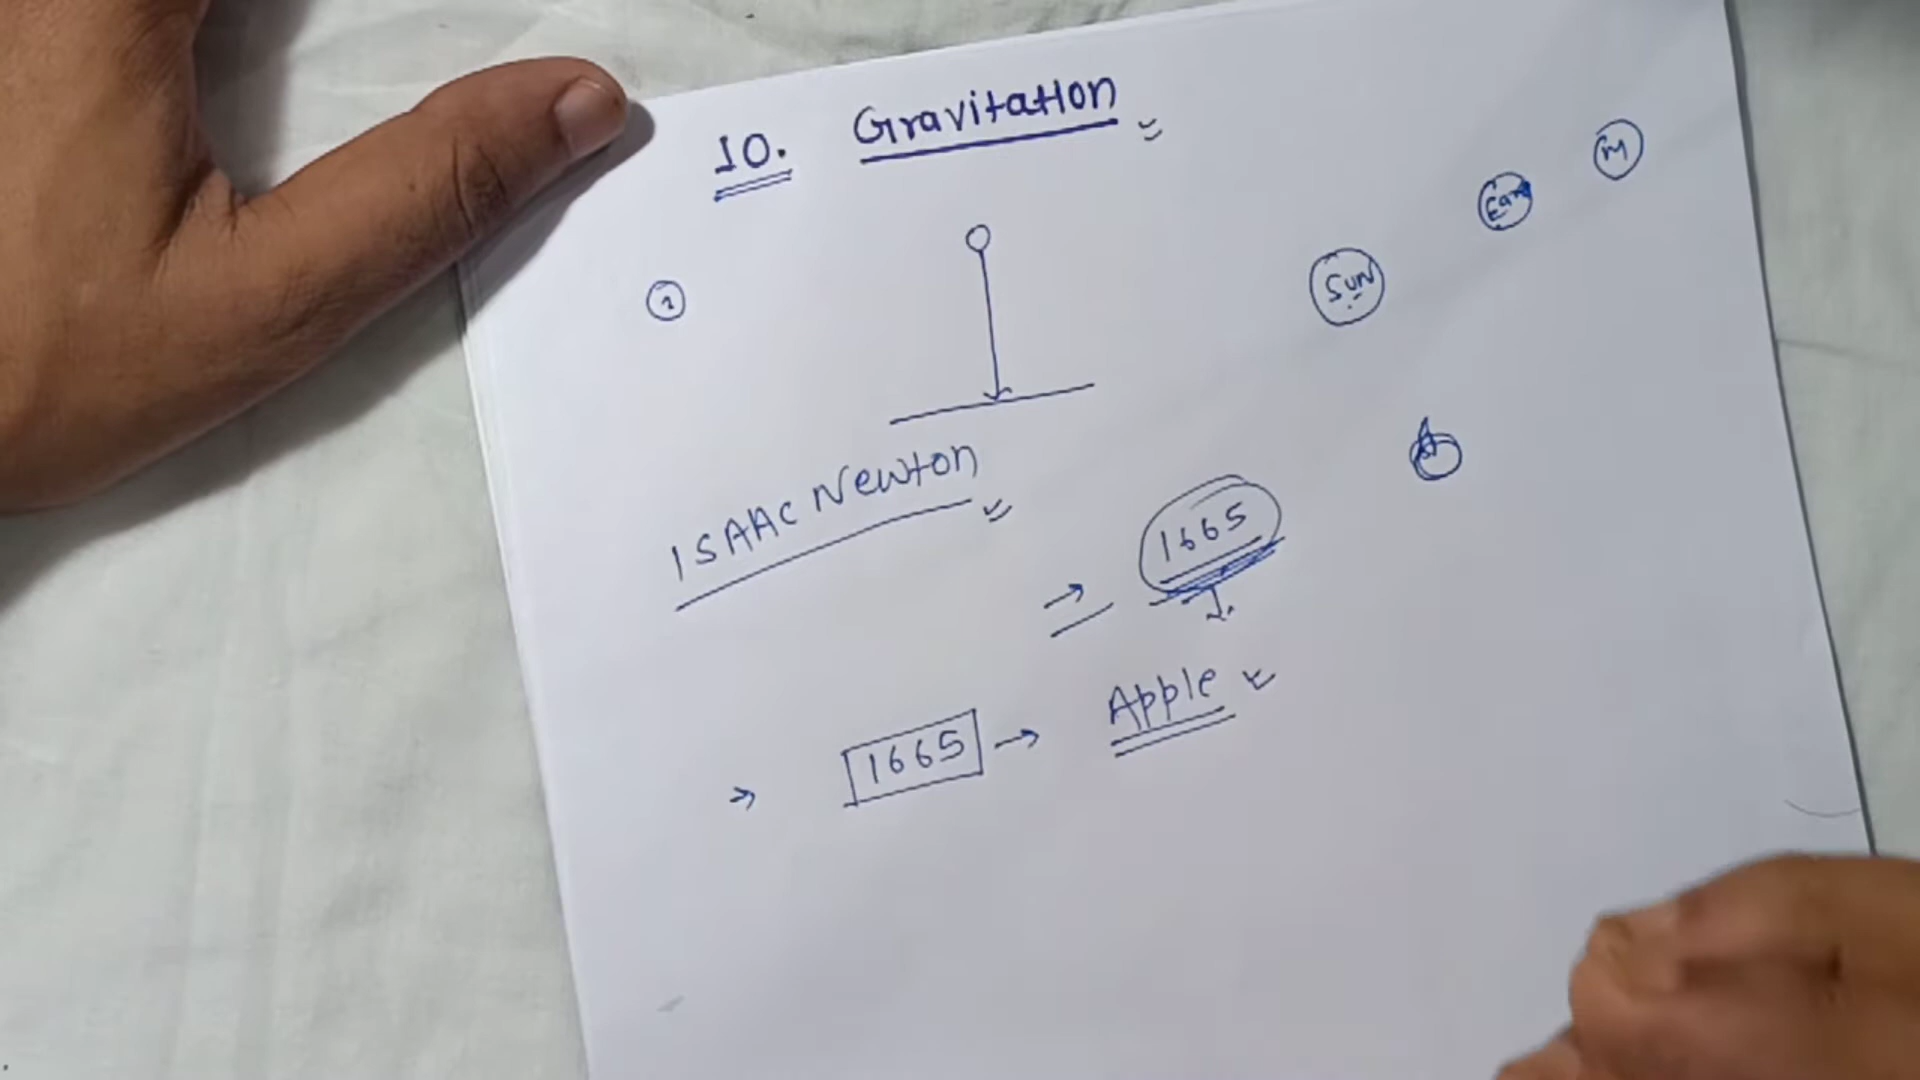 10. Gravitation
M
Sun
ISAAC Newton
1665
Apple
1665 →